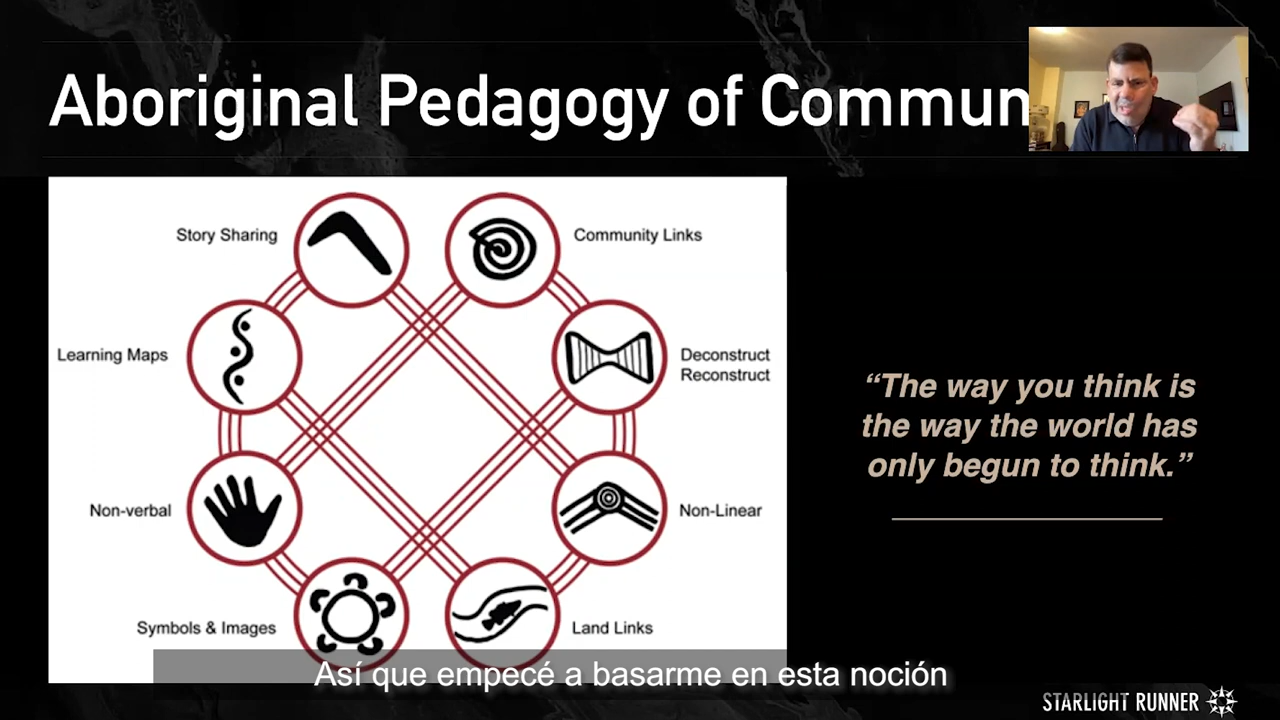 Aboriginal Pedagogy of Commun
Story Sharing
Community Links
Learning Maps
Deconstruct
Reconstruct
“The way you think is
the way the world has
only begun to think.”
Non-verbal
Non-Linear
Symbols & Images
Land Links
Así que empecé a basarme en esta noción
STARLIGHT RUNNER